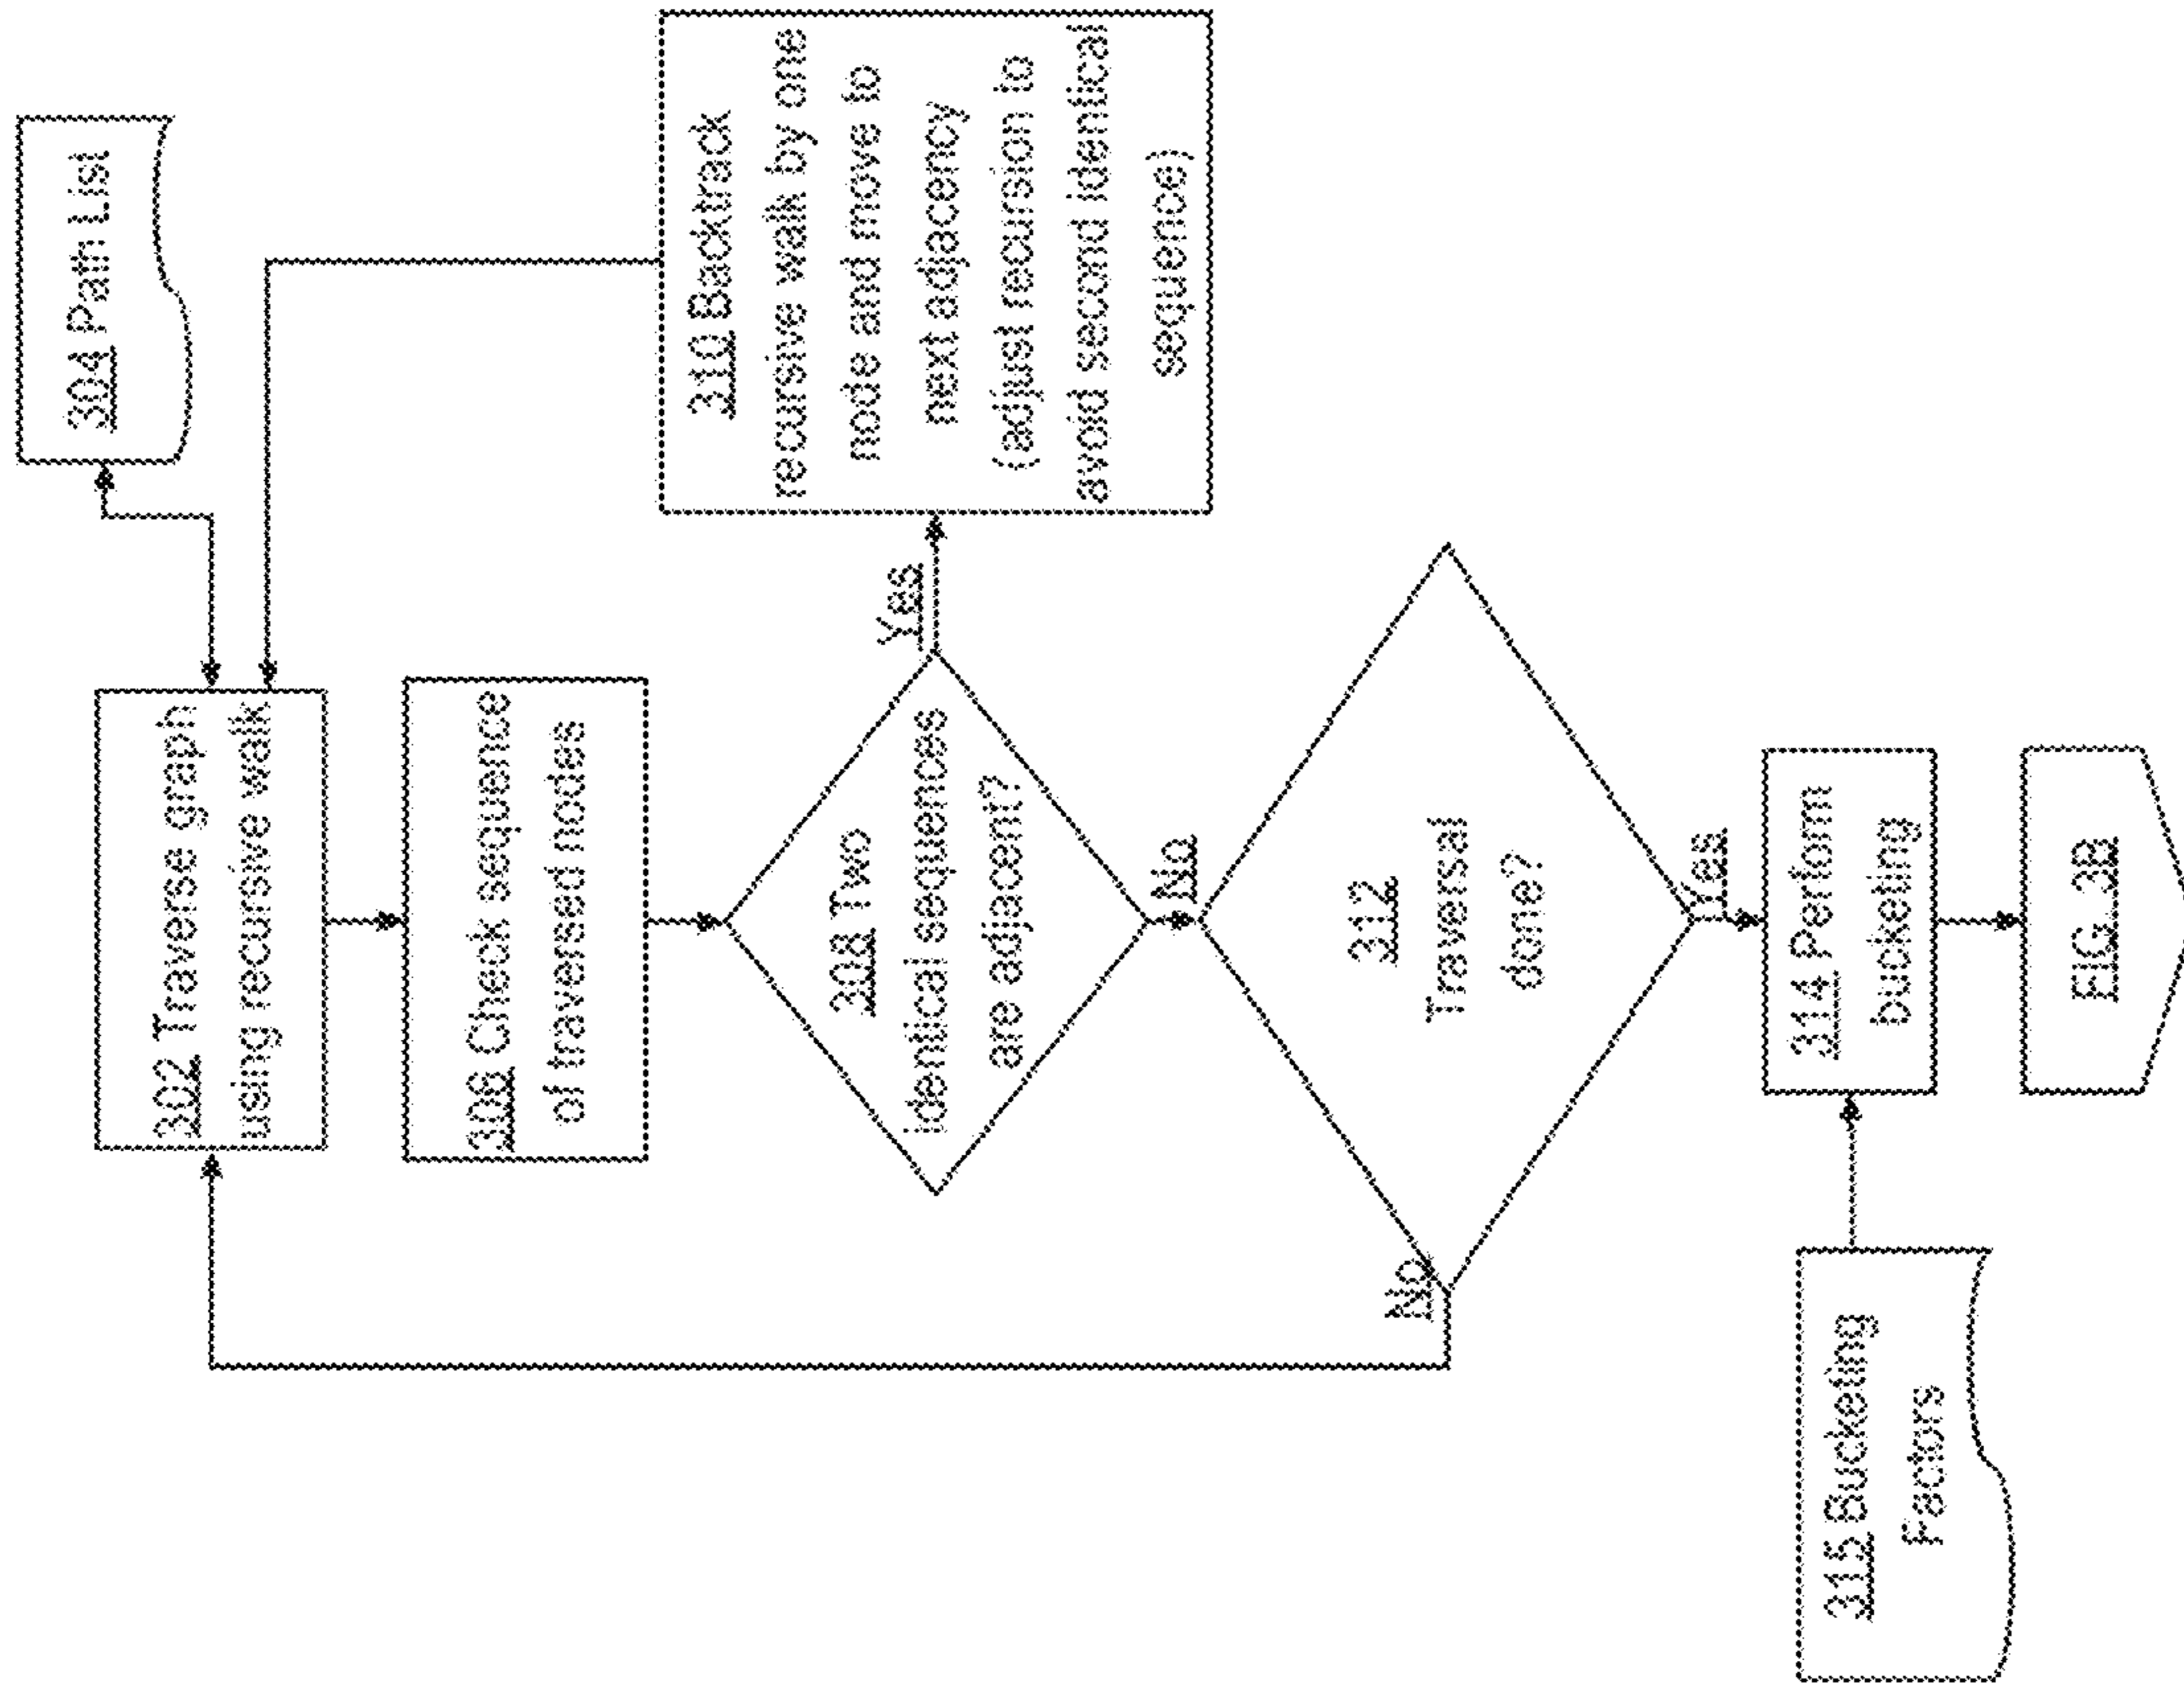 304 Path List
302 Traverse graph
using recursive walk
306 Check sequence
of traversed nodes
308 Two
identical sequences
are adjacent?
Yes
310 Backtrack
recursive walk by one
node and move to
next adjacency
(adjust recursion to
avoid second identical
sequence)
No
312
Traversal
done?
No
Yes
314 Perform
bucketing
315 Bucketing
Factors
FIG. 3B